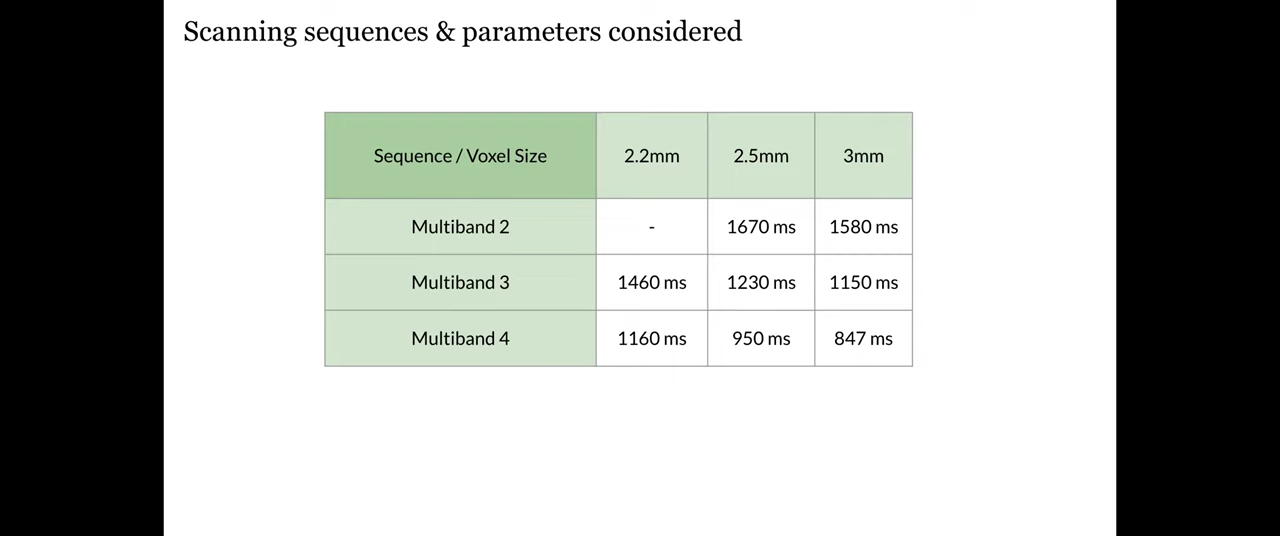 Scanning sequences & parameters considered
Sequence / Voxel Size 2.2mm 2.5mm 3mm
Multiband 2 - 1670 ms 1580 ms
Multiband 3 1460 ms 1230 ms 1150 ms
Multiband 4 1160 ms 950 ms 847 ms